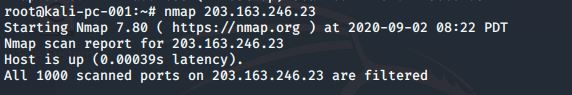 root@kali-pc-001:~# nmap 203.163.246.23
Starting Nmap 7.80 ( https://nmap.org ) at 2020-09-02 08:22 PDT
Nmap scan report for 203.163.246.23
Host is up (0.00039s latency).
All 1000 scanned ports on 203.163.246.23 are filtered